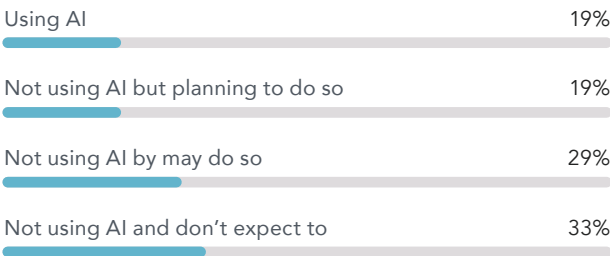 Using AI 19%
Not using AI but planning to do so 19%
Not using AI by may do so 29%
Not using AI and don’t expect to 33%